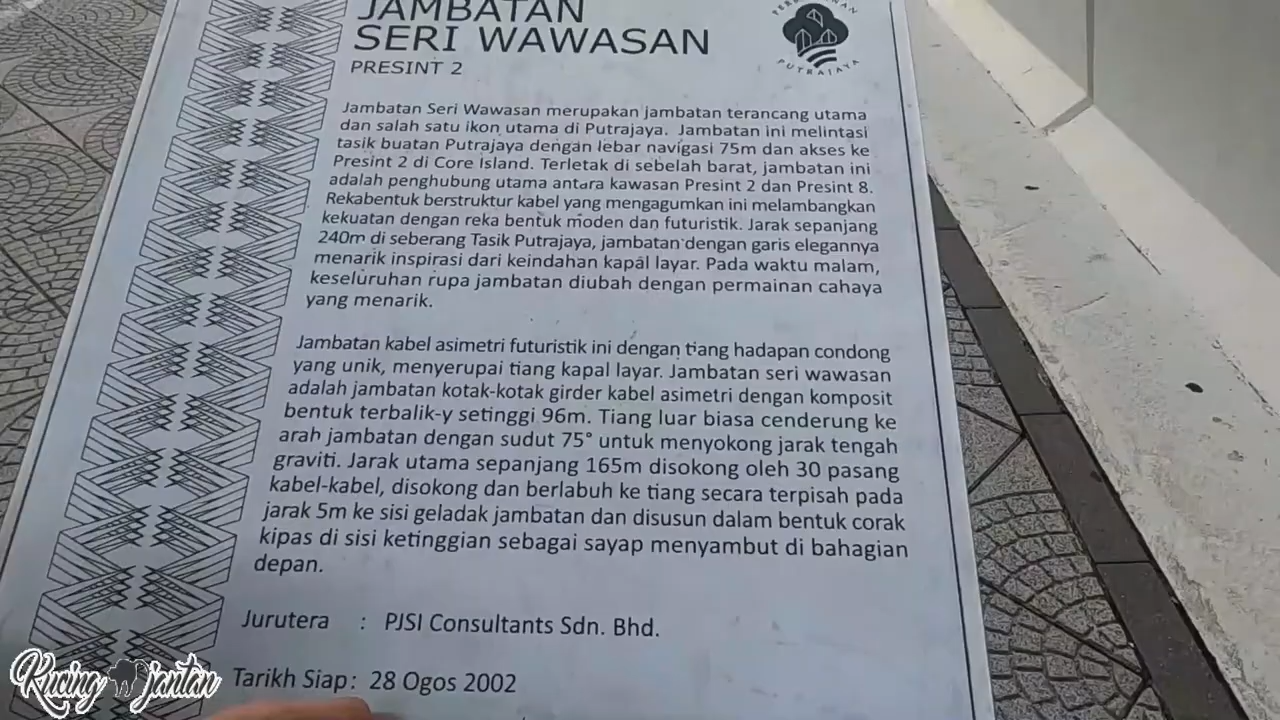 JAMBATAN
SERI WAWASAN
PRESINT 2
PERBADANAN
PUTRAJAYA
Jambatan Seri Wawasan merupakan jambatan terancang utama
dan salah satu ikon utama di Putrajaya. Jambatan ini melintasi
tasik buatan Putrajaya dengan lebar navigasi 75m dan akses ke
Presint 2 di Core Island. Terletak di sebelah barat, jambatan ini
adalah penghubung utama antara kawasan Presint 2 dan Presint 8.
Rekabentuk berstruktur kabel yang mengagumkan ini melambangkan
kekuatan dengan reka bentuk moden dan futuristik. Jarak sepanjang
240m di seberang Tasik Putrajaya, jambatan dengan garis elegannya
menarik inspirasi dari keindahan kapal layar. Pada waktu malam,
keseluruhan rupa jambatan diubah dengan permainan cahaya
yang menarik.
Jambatan kabel asimetri futuristik ini dengan tiang hadapan condong
yang unik, menyerupai tiang kapal layar. Jambatan seri wawasan
adalah jambatan kotak-kotak girder kabel asimetri dengan komposit
bentuk terbalik-y setinggi 96m. Tiang luar biasa cenderung ke
arah jambatan dengan sudut 75° untuk menyokong jarak tengah
graviti. Jarak utama sepanjang 165m disokong oleh 30 pasang
kabel-kabel, disokong dan berlabuh ke tiang secara terpisah pada
jarak 5m ke sisi geladak jambatan dan disusun dalam bentuk corak
kipas di sisi ketinggian sebagai sayap menyambut di bahagian
depan.
Jurutera : PJSI Consultants Sdn. Bhd.
Tarikh Siap: 28 Ogos 2002
Kucing jantan